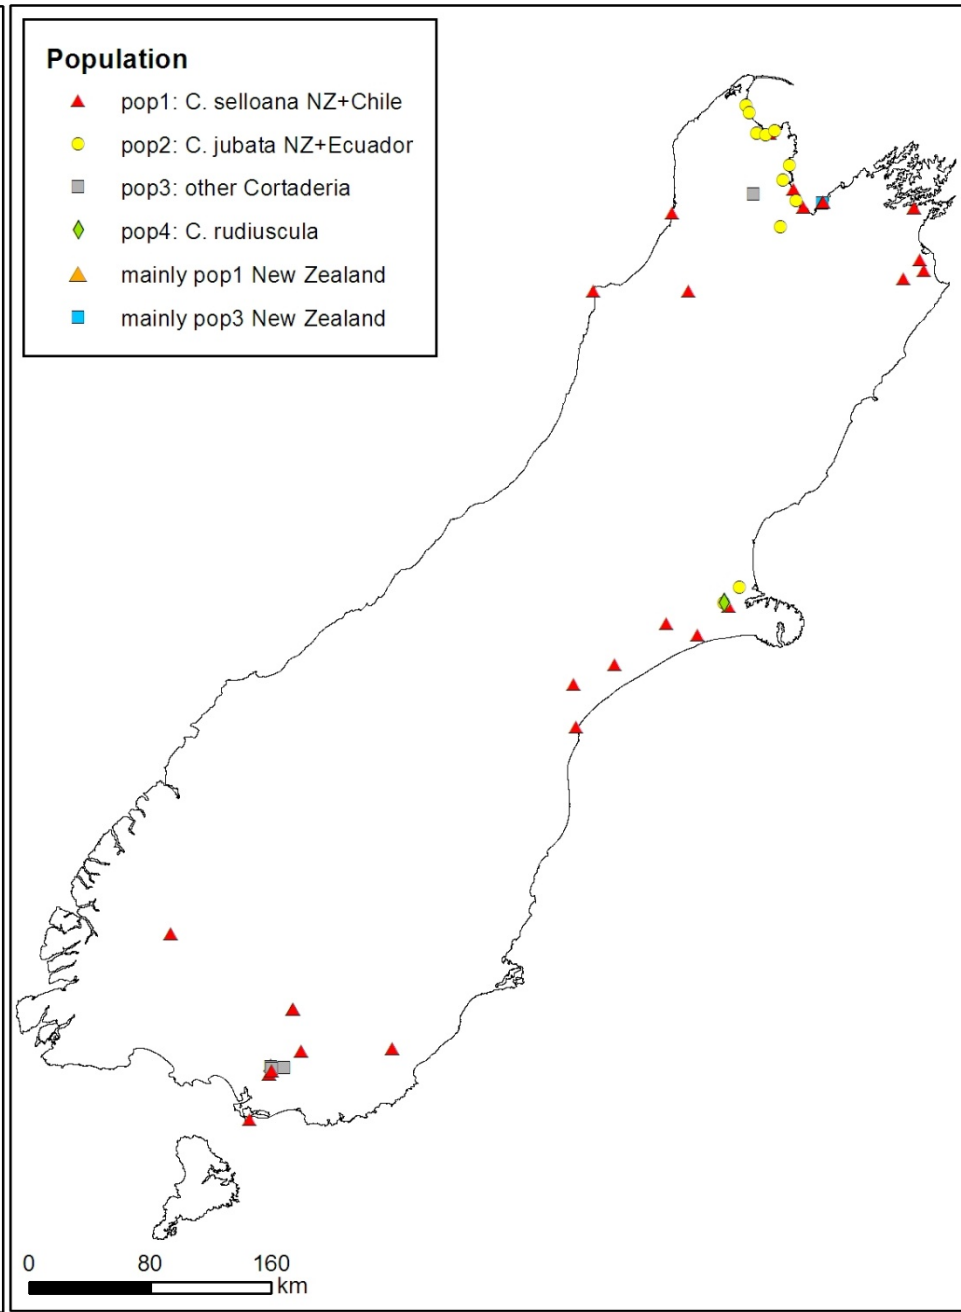 Population
pop1: C. selloana NZ+Chile
pop2: C. jubata NZ+Ecuador
pop3: other Cortaderia
pop4: C. rudiuscula
mainly pop1 New Zealand
mainly pop3 New Zealand
0 80 160
km